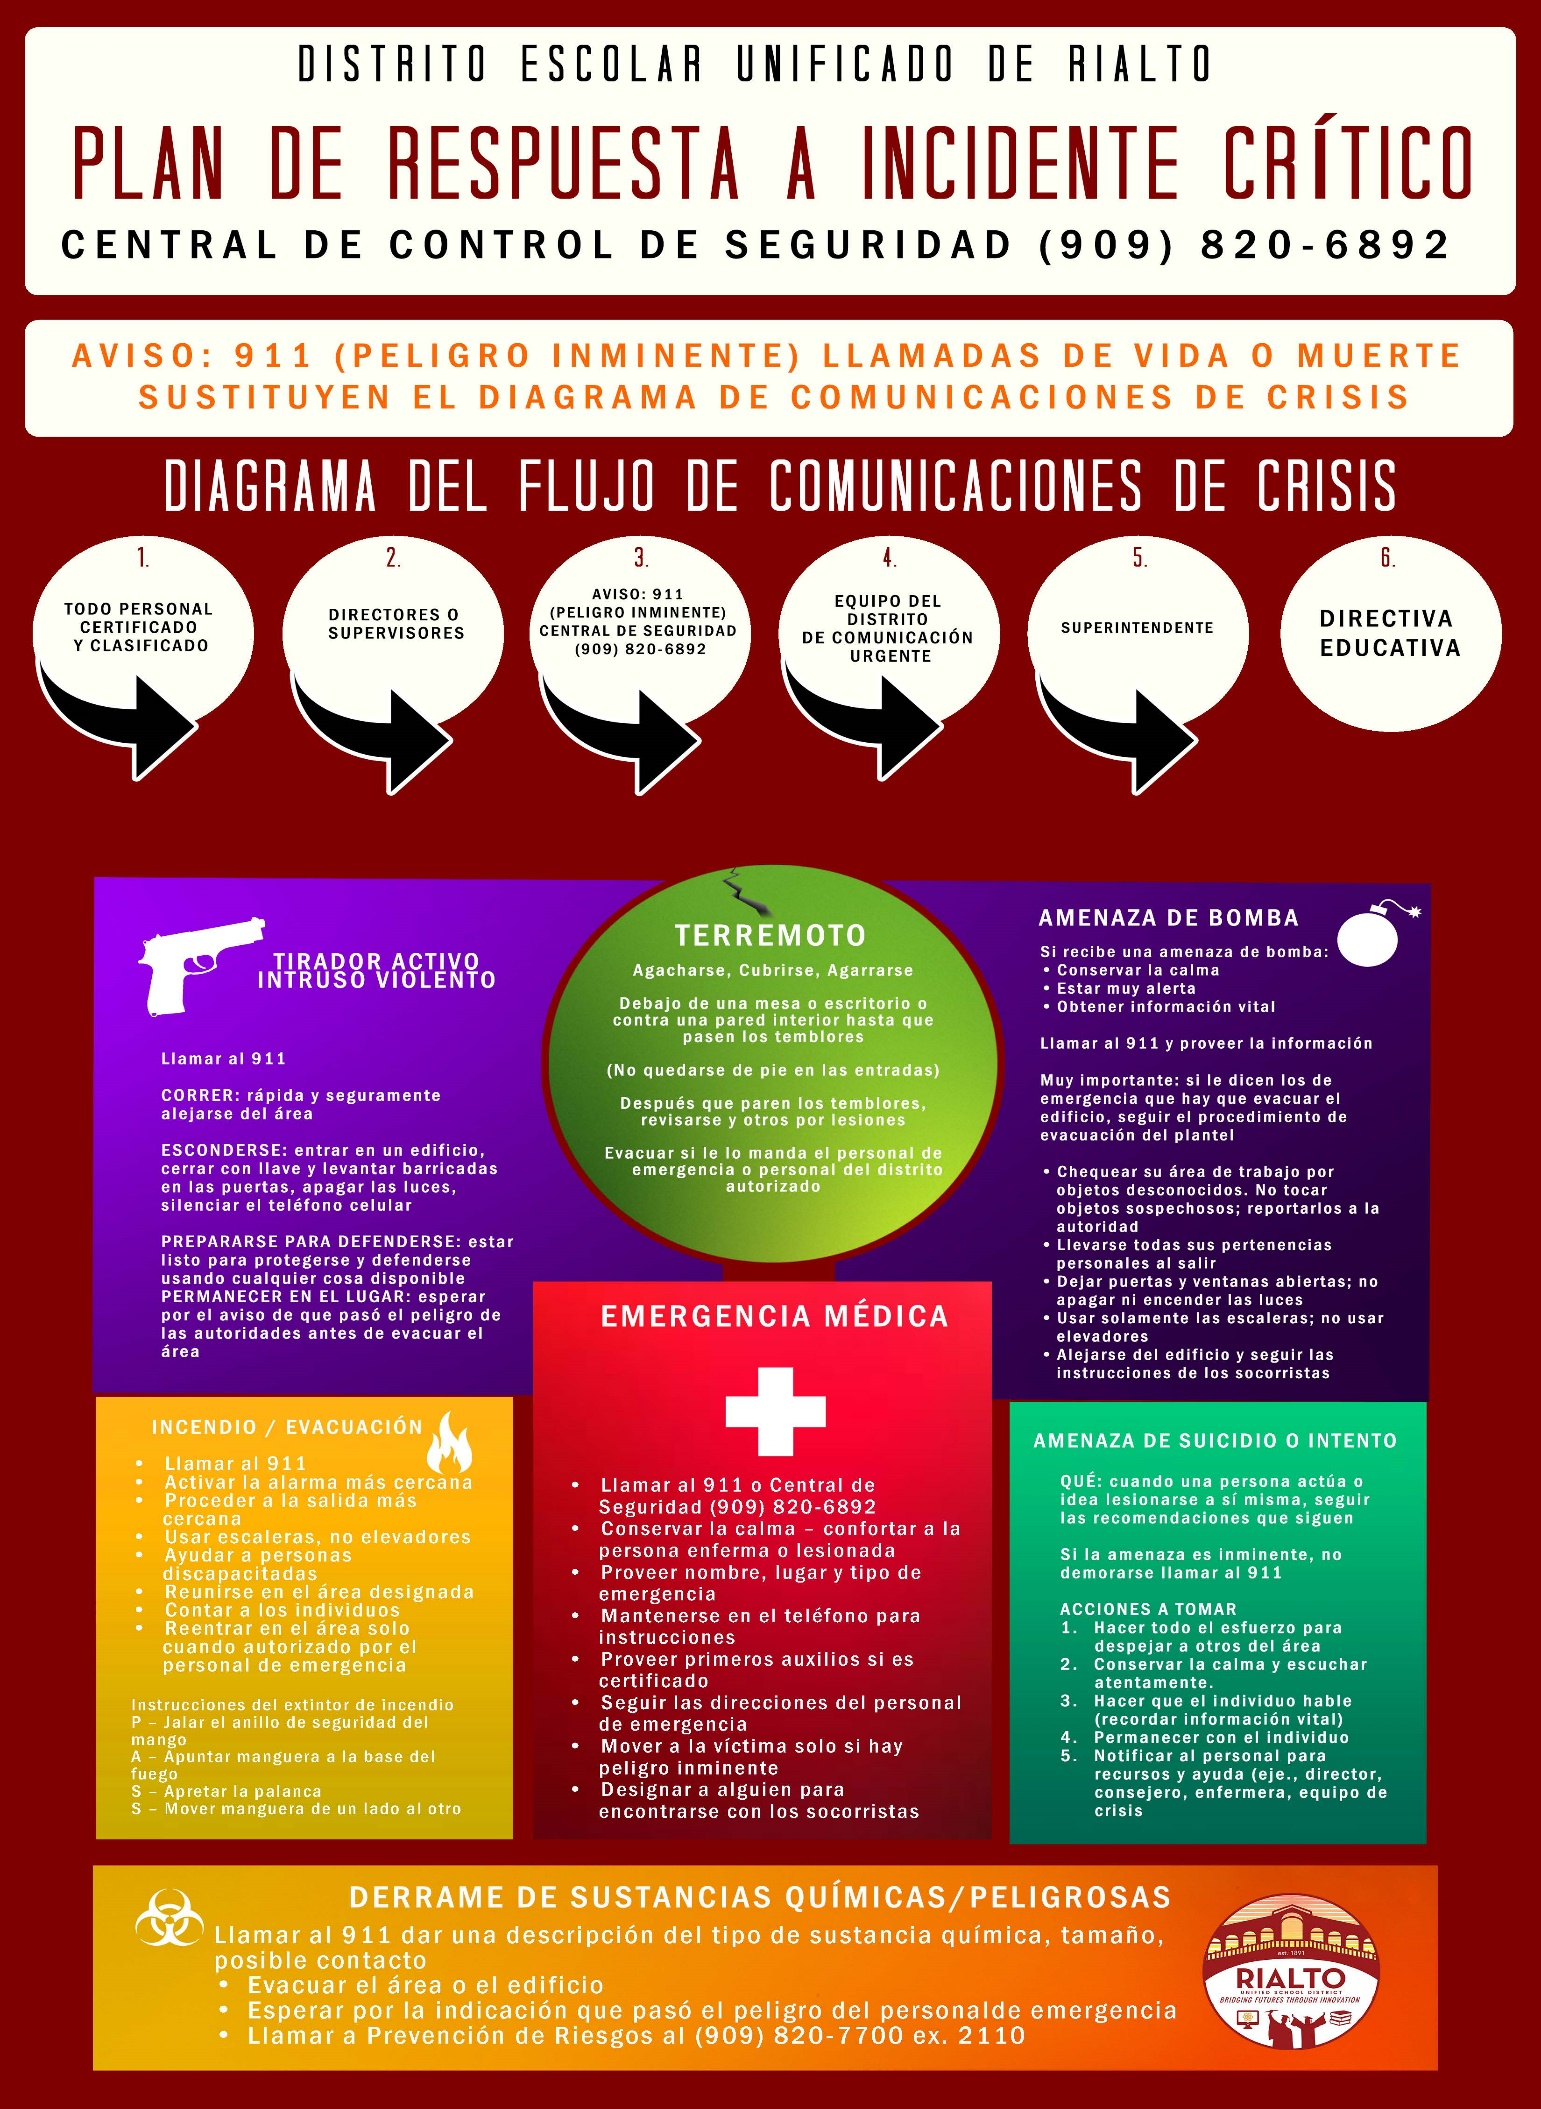 DISTRITO ESCOLAR UNIFICADO DE RIALTO
PLAN DE RESPUESTA A INCIDENTE CRÍTICO
CENTRAL DE CONTROL DE SEGURIDAD (909) 820-6892
AVISO: 911 (PELIGRO INMINENTE) LLAMADAS DE VIDA O MUERTE
SUSTITUYEN EL DIAGRAMA DE COMUNICACIONES DE CRISIS
DIAGRAMA DEL FLUJO DE COMUNICACIONES DE CRISIS
1.
TODO PERSONAL
CERTIFICADO
Y CLASIFICADO
2.
DIRECTORES O
SUPERVISORES
3.
AVISO: 911
(PELIGRO INMINENTE)
CENTRAL DE SEGURIDAD
(909) 820-6892
4.
EQUIPO DEL
DISTRITO
DE COMUNICACIÓN
URGENTE
5.
SUPERINTENDENTE
6.
DIRECTIVA
EDUCATIVA
TIRADOR ACTIVO
INTRUSO VIOLENTO
Llamar al 911
CORRER: rápida y seguramente
alejarse del área
ESCONDERSE: entrar en un edificio,
cerrar con llave y levantar barricadas
en las puertas, apagar las luces,
silenciar el teléfono celular
PREPARARSE PARA DEFENDERSE: estar
listo para protegerse y defenderse
usando cualquier cosa disponible
PERMANECER EN EL LUGAR: esperar
por el aviso de que pasó el peligro de
las autoridades antes de evacuar el
área
TERREMOTO
Agacharse, Cubrirse, Agarrarse
Debajo de una mesa o escritorio o
contra una pared interior hasta que
pasen los temblores
(No quedarse de pie en las entradas)
Después que paren los temblores,
revisarse y otros por lesiones
Evacuar si le lo manda el personal de
emergencia o personal del distrito
autorizado
AMENAZA DE BOMBA
Si recibe una amenaza de bomba:
• Conservar la calma
• Estar muy alerta
• Obtener información vital
Llamar al 911 y proveer la información
Muy importante: si le dicen los de
emergencia que hay que evacuar el
edificio, seguir el procedimiento de
evacuación del plantel
• Chequear su área de trabajo por
objetos desconocidos. No tocar
objetos sospechosos; reportarlos a la
autoridad
• Llevarse todas sus pertenencias
personales al salir
• Dejar puertas y ventanas abiertas; no
apagar ni encender las luces
• Usar solamente las escaleras; no usar
elevadores
• Alejarse del edificio y seguir las
instrucciones de los socorristas
INCENDIO / EVACUACIÓN
• Llamar al 911
• Activar la alarma más cercana
• Proceder a la salida más
cercana
• Usar escaleras, no elevadores
• Ayudar a personas
discapacitadas
• Reunirse en el área designada
• Contar a los individuos
• Reentrar en el área solo
cuando autorizado por el
personal de emergencia
Instrucciones del extintor de incendio
P – Jalar el anillo de seguridad del
mango
A – Apuntar manguera a la base del
fuego
S – Apretar la palanca
S – Mover manguera de un lado al otro
EMERGENCIA MÉDICA
• Llamar al 911 o Central de
Seguridad (909) 820-6892
• Conservar la calma – confortar a la
persona enferma o lesionada
• Proveer nombre, lugar y tipo de
emergencia
• Mantenerse en el teléfono para
instrucciones
• Proveer primeros auxilios si es
certificado
• Seguir las direcciones del personal
de emergencia
• Mover a la víctima solo si hay
peligro inminente
• Designar a alguien para
encontrarse con los socorristas
AMENAZA DE SUICIDIO O INTENTO
QUÉ: cuando una persona actúa o
idea lesionarse a sí misma, seguir
las recomendaciones que siguen
Si la amenaza es inminente, no
demorarse llamar al 911
ACCIONES A TOMAR
1. Hacer todo el esfuerzo para
despejar a otros del área
2. Conservar la calma y escuchar
atentamente.
3. Hacer que el individuo hable
(recordar información vital)
4. Permanecer con el individuo
5. Notificar al personal para
recursos y ayuda (eje., director,
consejero, enfermera, equipo de
crisis
DERRAME DE SUSTANCIAS QUÍMICAS/PELIGROSAS
Llamar al 911 dar una descripción del tipo de sustancia química, tamaño,
posible contacto
• Evacuar el área o el edificio
• Esperar por la indicación que pasó el peligro del personalde emergencia
• Llamar a Prevención de Riesgos al (909) 820-7700 ex. 2110
est. 1891
RIALTO
UNIFIED SCHOOL DISTRICT
BRIDGING FUTURES THROUGH INNOVATION